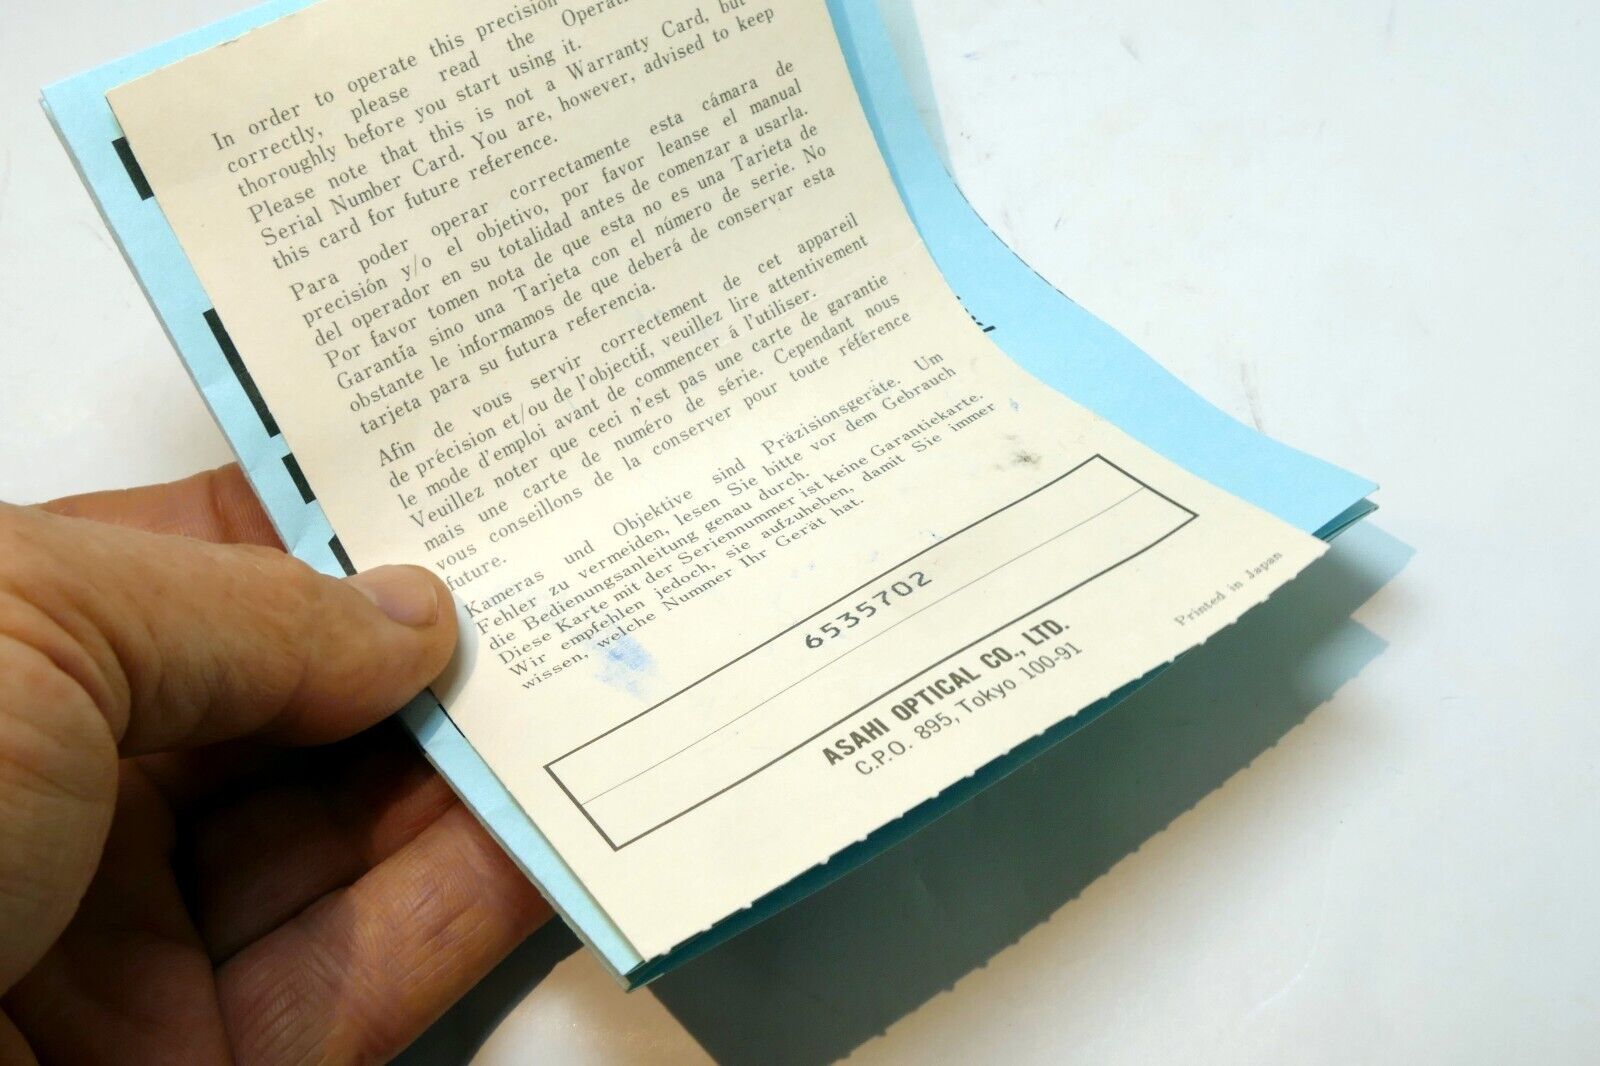 In order to operate this precision
correctly, please read the
thoroughly before you start using it.
Please note that this is not a Warranty Card, but
Serial Number Card. You are, however, advised to keep
this card for future reference.
Para poder operar correctamente esta cámara de
precisión y/o el objetivo, por favor leanse el manual
del operador en su totalidad antes de comenzar a usarla.
Por favor tomen nota de que esta no es una Tarieta de
Garantía sino una Tarjeta con el número de serie. No
obstante le informamos de que deberá de conservar esta
tarjeta para su futura referencia.
Afin de vous servir correctement de cet appareil
de précision et/ou de l'objectif, veuillez lire attentivement
le mode d'emploi avant de commencer á l'utiliser.
Veuillez noter que ceci n'est pas une carte de garantie
mais une carte de numéro de série. Cependant nous
vous conseillons de la conserver pour toute référence
future.
Kameras und Objektive sind Präzisionsgeräte. Um
Fehler zu vermeiden, lesen Sie bitte vor dem Gebrauch
die Bedienungsanleitung genau durch.
Diese Karte mit der Seriennummer ist keine Garantiekarte.
Wir empfehlen jedoch, sie aufzuheben, damit Sie immer
wissen, welche Nummer Ihr Gerät hat.
6535702
ASAHI OPTICAL CO., LTD.
C.P.O. 895, Tokyo 100-91
Printed in Japan